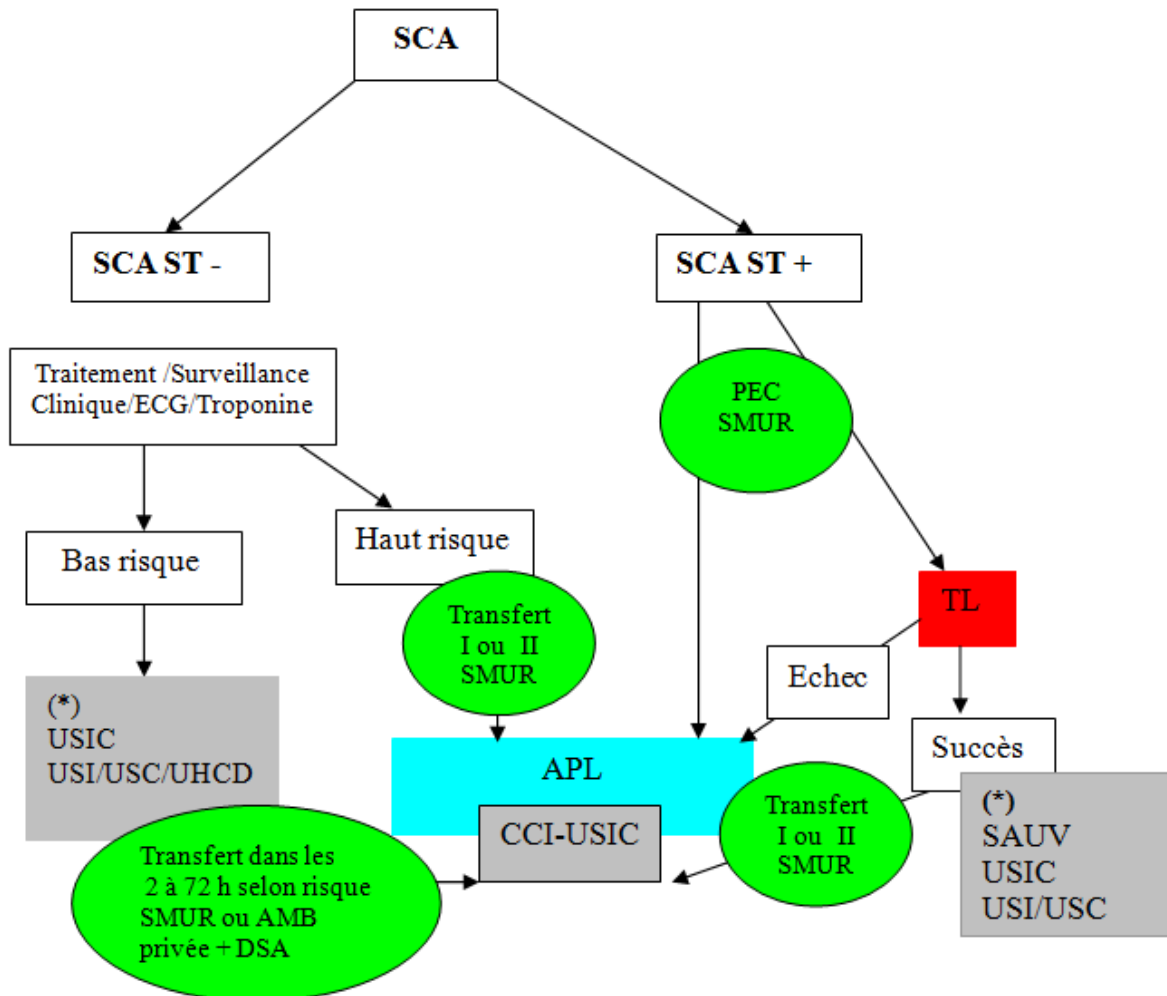 SCA
SCA ST -
SCA ST +
Traitement /Surveillance
Clinique/ECG/Troponine
PEC
SMUR
Bas risque
Haut risque
TL
Transfert
I ou II
SMUR
Echec
(*)
USIC
USI/USC/UHCD
Succès
APL
CCI-USIC
Transfert
I ou II
SMUR
(*)
SAUV
USIC
USI/USC
Transfert dans les
2 à 72 h selon risque
SMUR ou AMB
privée + DSA